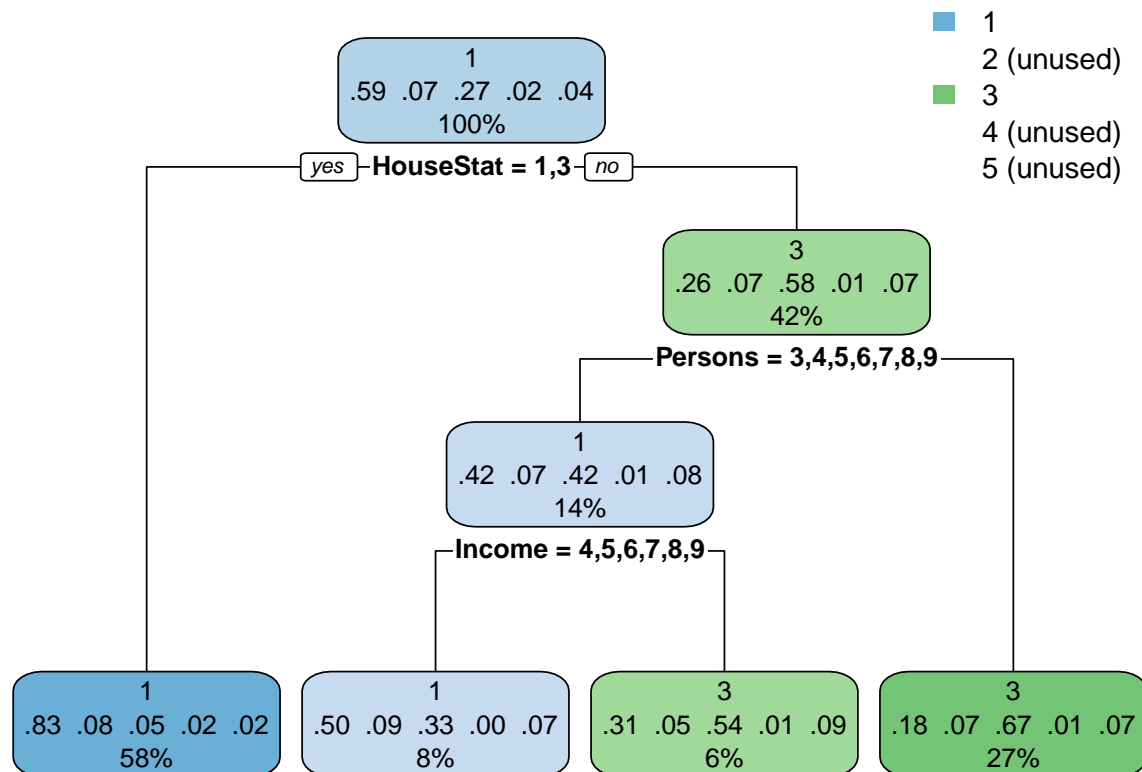 1
2 (unused)
3
4 (unused)
5 (unused)
1
.59 .07 .27 .02 .04
100%
yes HouseStat = 1,3 no
3
.26 .07 .58 .01 .07
42%
Persons = 3,4,5,6,7,8,9
1
.42 .07 .42 .01 .08
14%
Income = 4,5,6,7,8,9
1
.83 .08 .05 .02 .02
58%
1
.50 .09 .33 .00 .07
8%
3
.31 .05 .54 .01 .09
6%
3
.18 .07 .67 .01 .07
27%